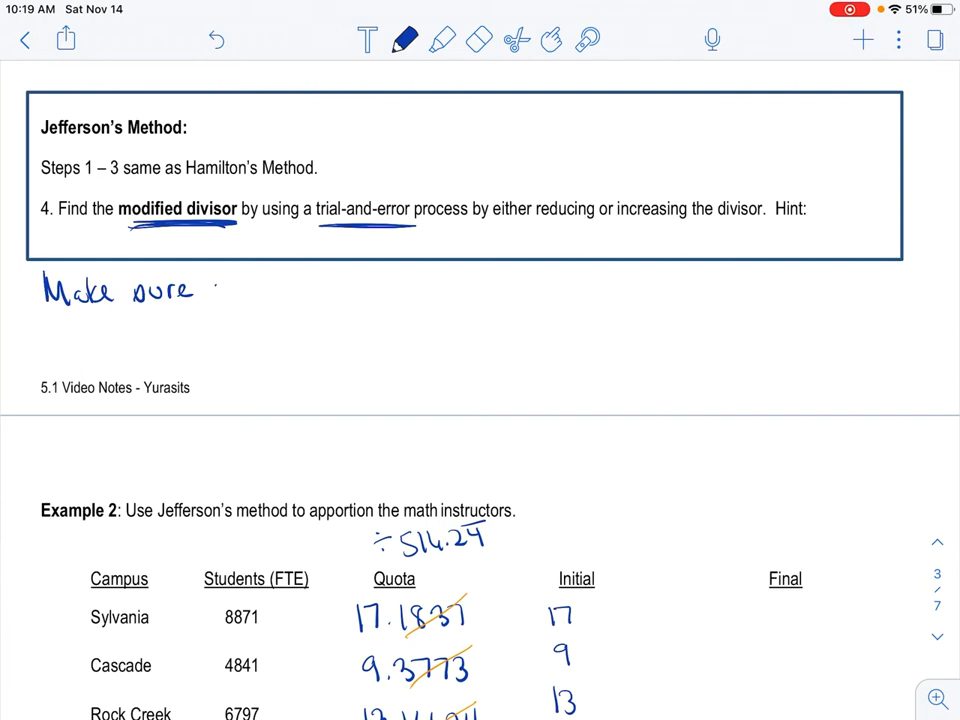 10:19 AM Sat Nov 14
51%
Jefferson's Method:
Steps 1 – 3 same as Hamilton's Method.
4. Find the modified divisor by using a trial-and-error process by either reducing or increasing the divisor. Hint:
Make sure
5.1 Video Notes - Yurasits
Example 2: Use Jefferson's method to apportion the math instructors.
÷ 514.24
Campus Students (FTE) Quota Initial Final
Sylvania 8871 17.1837 17
Cascade 4841 9.3773 9
Rock Creek 6797 13
3
/
7